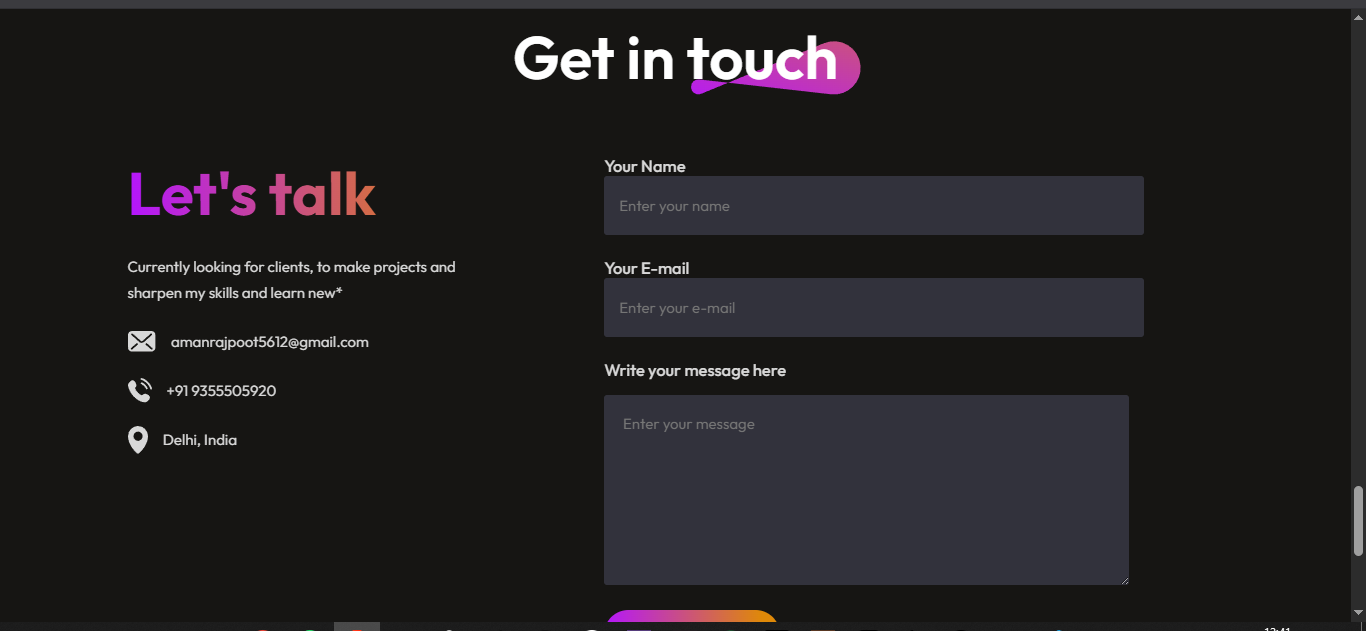 Get in touch
Let's talk
Currently looking for clients, to make projects and
sharpen my skills and learn new*
amanrajpoot5612@gmail.com
+91 9355505920
Delhi, India
Your Name
Enter your name
Your E-mail
Enter your e-mail
Write your message here
Enter your message